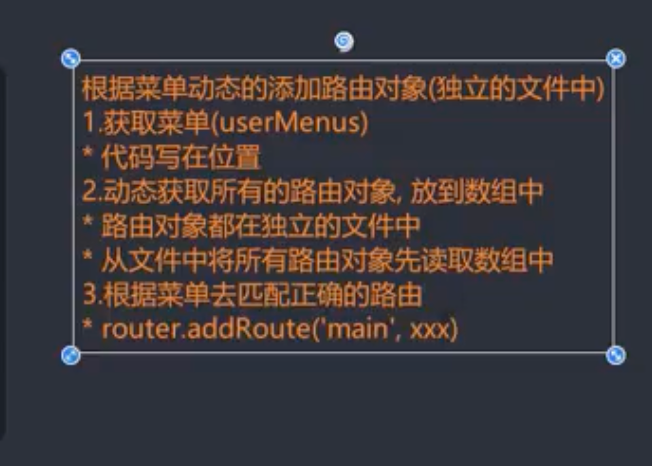 根据菜单动态的添加路由对象(独立的文件中)
1.获取菜单(userMenus)
* 代码写在位置
2.动态获取所有的路由对象, 放到数组中
* 路由对象都在独立的文件中
* 从文件中将所有路由对象先读取数组中
3.根据菜单去匹配正确的路由
* router.addRoute('main', xxx)